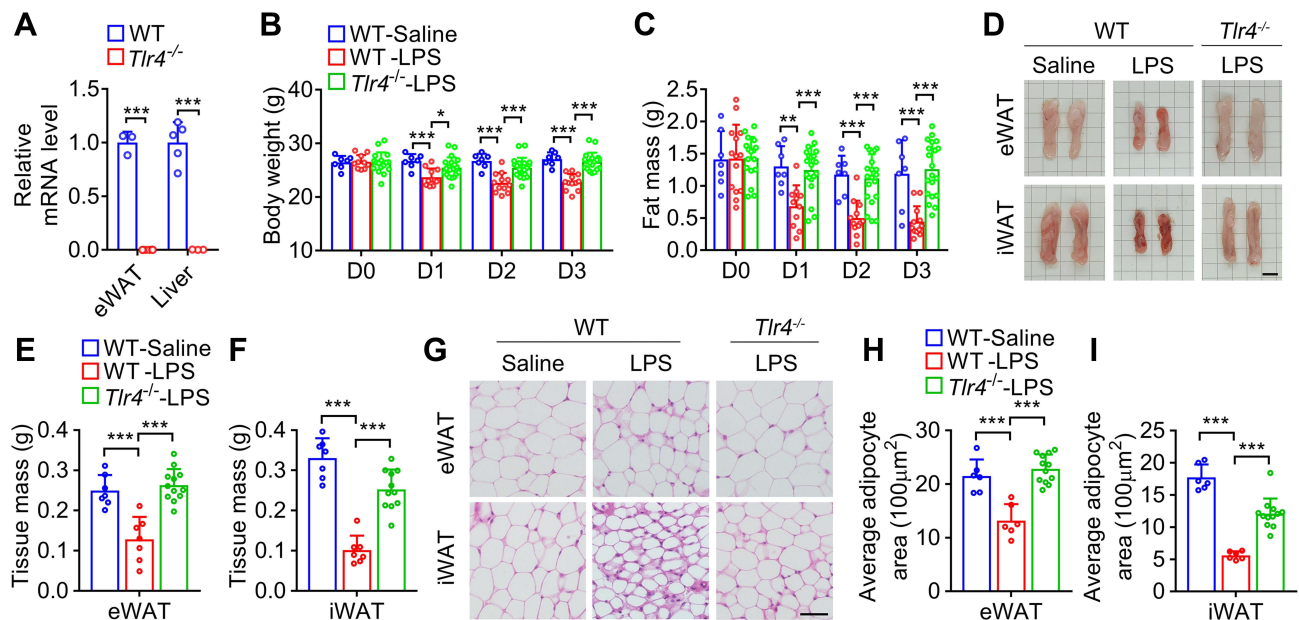 A
WT
Tlr4-/-
Relative
mRNA level
1.5
1.0
0.5
0.0
***
***
eWAT
Liver
B
WT-Saline
WT -LPS
Tlr4-/--LPS
Body weight (g)
40
30
20
10
***
*
***
***
***
***
D0
D1
D2
D3
C
Fat mass (g)
2.5
2.0
1.5
1.0
0.5
0.0
**
***
***
***
***
***
D0
D1
D2
D3
D
WT
Tlr4-/-
Saline
LPS
LPS
eWAT
iWAT
E
WT-Saline
WT -LPS
Tlr4-/--LPS
Tissue mass (g)
0.4
0.3
0.2
0.1
0.0
***
***
eWAT
F
Tissue mass (g)
0.4
0.3
0.2
0.1
0.0
***
***
iWAT
G
WT
Tlr4-/-
Saline
LPS
LPS
eWAT
iWAT
H
WT-Saline
WT -LPS
Tlr4-/--LPS
Average adipocyte
area (100μm2)
30
20
10
0
***
***
eWAT
I
Average adipocyte
area (100μm2)
25
20
15
10
5
0
***
***
iWAT